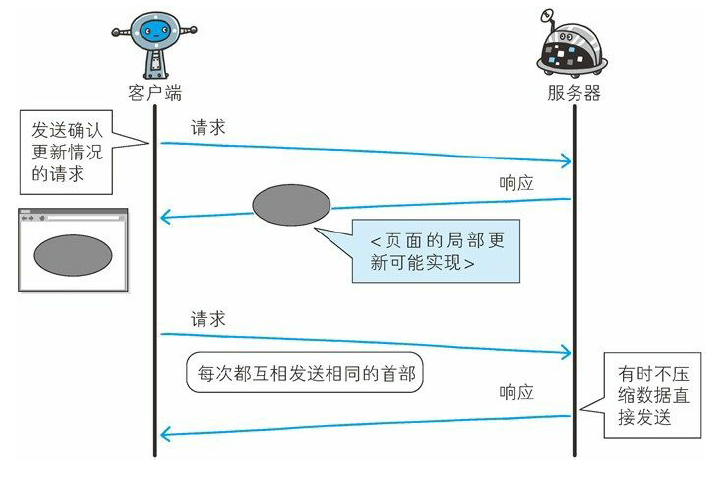 客户端
服务器
发送确认
更新情况
的请求
请求
响应
<页面的局部更
新可能实现>
请求
每次都互相发送相同的首部
响应
有时不压
缩数据直
接发送